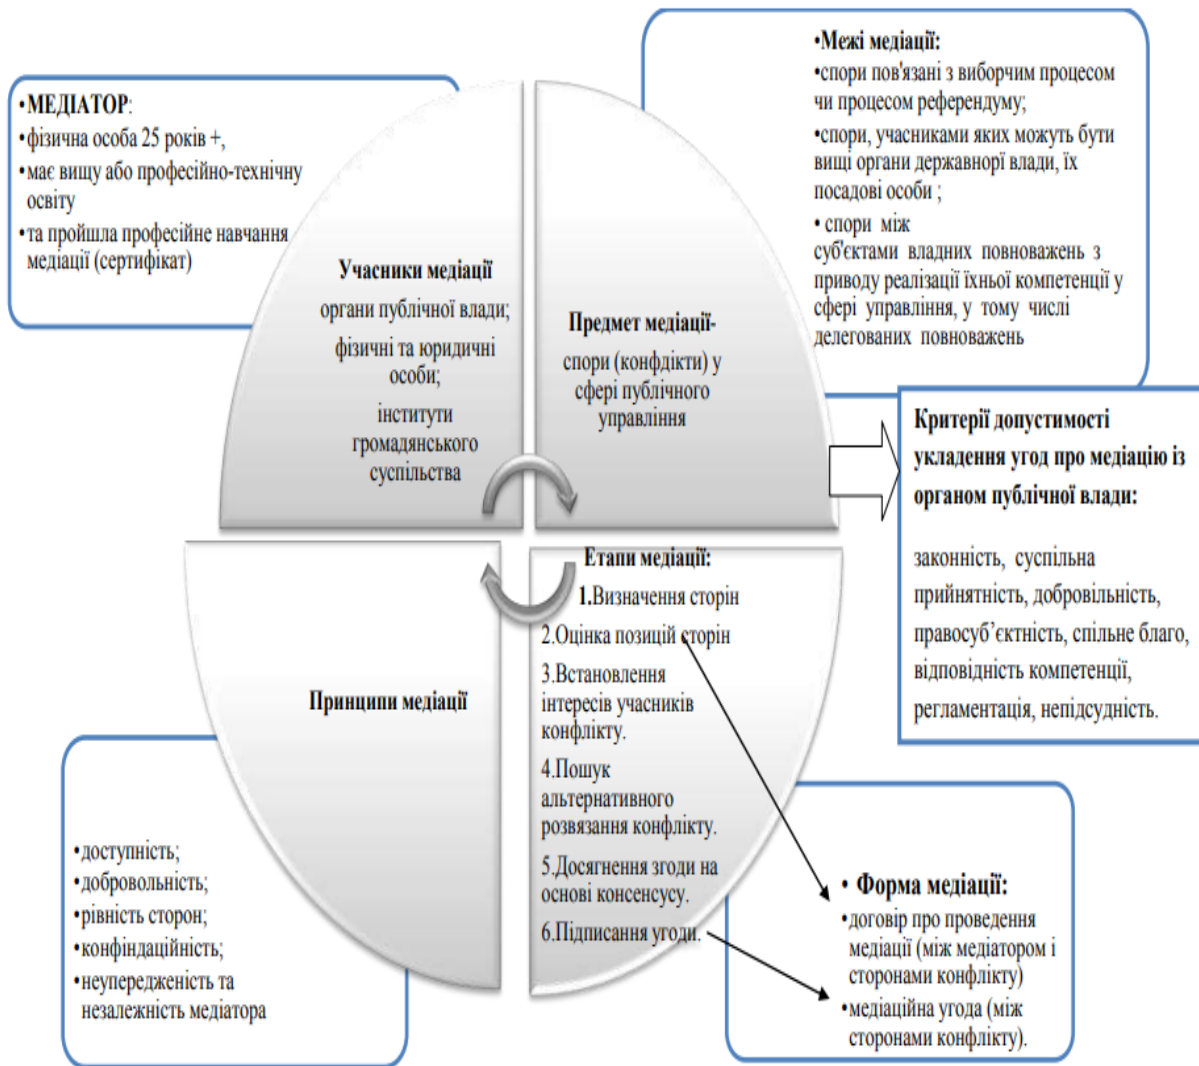 •МЕДІАТОР:
•фізична особа 25 років +,
•має вищу або професійно-технічну
освіту
•та пройшла професійне навчання
медіації (сертифікат)
Учасники медіації
органи публічної влади;
фізичні та юридичні
особи;
інститути
громадянського
суспільства
Предмет медіації-
спори (конфдікти) у
сфері публічного
управління
•Межі медіації:
•спори пов'язані з виборчим процесом
чи процесом референдуму;
•спори, учасниками яких можуть бути
вищі органи державнорї влади, їх
посадові особи ;
• спори між
суб'єктами владних повноважень з
приводу реалізації їхньої компетенції у
сфері управління, у тому числі
делегованих повноважень
Критерії допустимості
укладення угод про медіацію із
органом публічної влади:
законність, суспільна
прийнятність, добровільність,
правосуб’єктність, спільне благо,
відповідність компетенції,
регламентація, непідсудність.
Принципи медіації
•доступність;
•добровольність;
•рівність сторон;
•конфіндаційність;
•неупередженість та
незалежність медіатора
Етапи медіації:
1.Визначення сторін
2.Оцінка позицій сторін
3.Встановлення
інтересів учасників
конфлікту.
4.Пошук
альтернативного
розвязання конфлікту.
5.Досягнення згоди на
основі консенсусу.
6.Підписання угоди.
• Форма медіації:
•договір про проведення
медіації (між медіатором і
сторонами конфлікту)
•медіаційна угода (між
сторонами конфлікту).